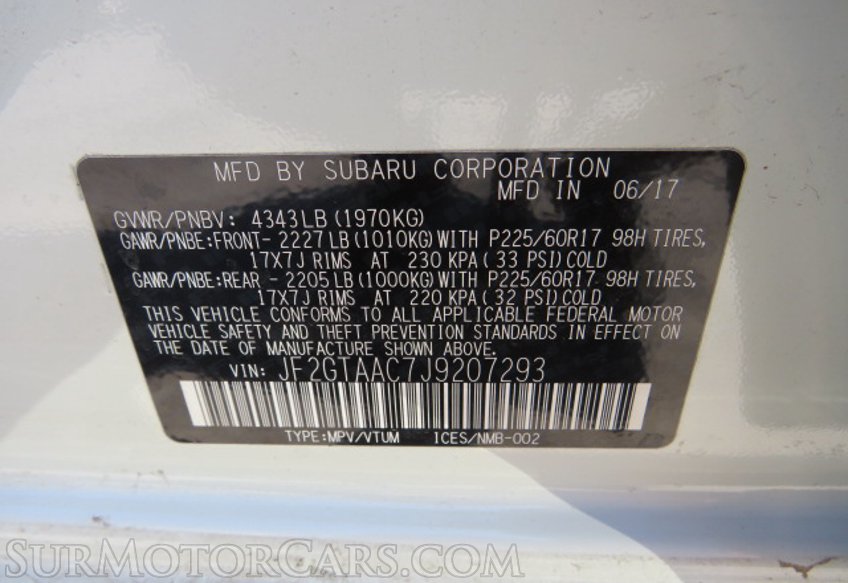 MFD BY SUBARU CORPORATION
MFD IN 06/17
GVWR/PNBV: 4343LB (1970KG)
GAWR/PNBE:FRONT- 2227LB (1010KG) WITH P225/60R17 98H TIRES,
17X7J RIMS AT 230 KPA (33 PSI) COLD
GAWR/PNBE:REAR - 2205LB (1000KG) WITH P225/60R17 98H TIRES,
17X7J RIMS AT 220 KPA (32 PSI) COLD
THIS VEHICLE CONFORMS TO ALL APPLICABLE FEDERAL MOTOR
VEHICLE SAFETY AND THEFT PREVENTION STANDARDS IN EFFECT ON
THE DATE OF MANUFACTURE SHOWN ABOVE.
VIN: JF2GTAAC7J9207293
TYPE:MPV/VTUM ICES/NMB-002
SurMotorCars.com